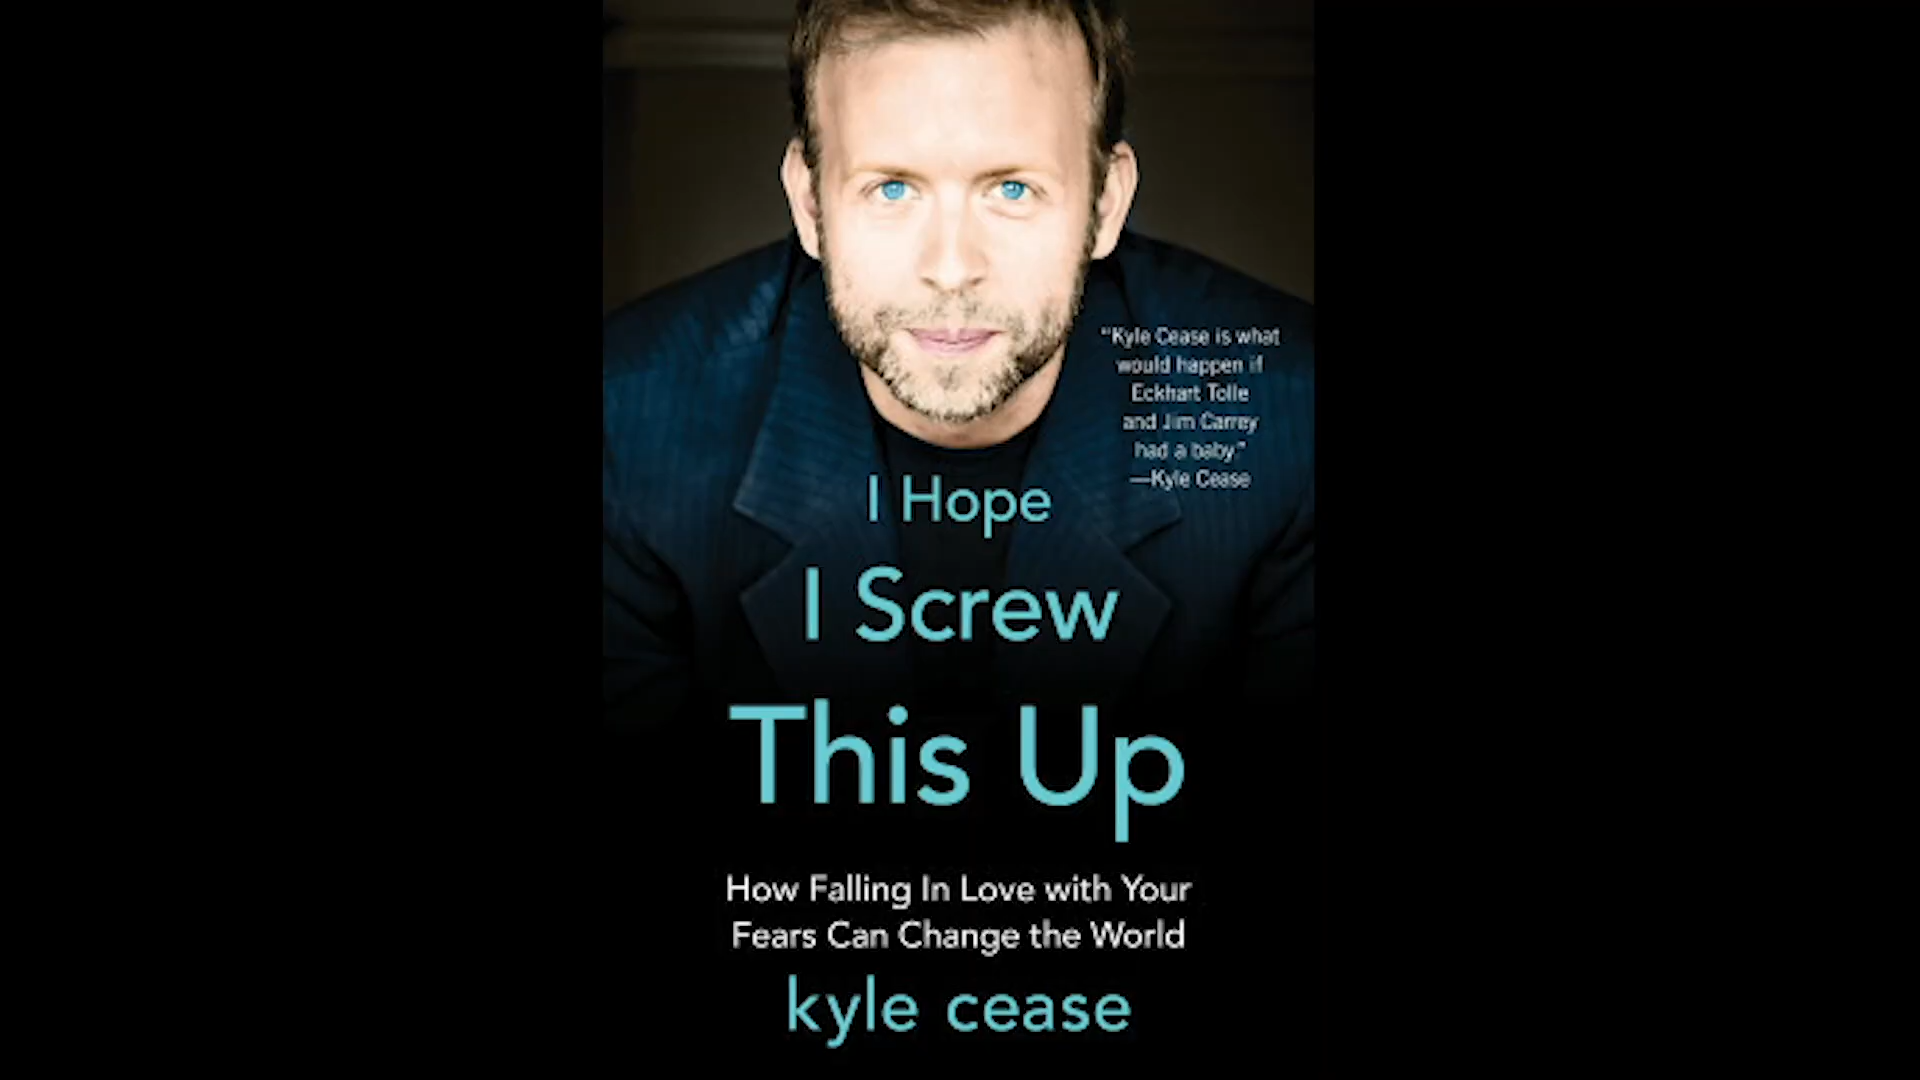 "Kyle Cease is what
would happen if
Eckhart Tolle
and Jim Carrey
had a baby."
—Kyle Cease
I Hope
I Screw
This Up
How Falling In Love with Your
Fears Can Change the World
kyle cease